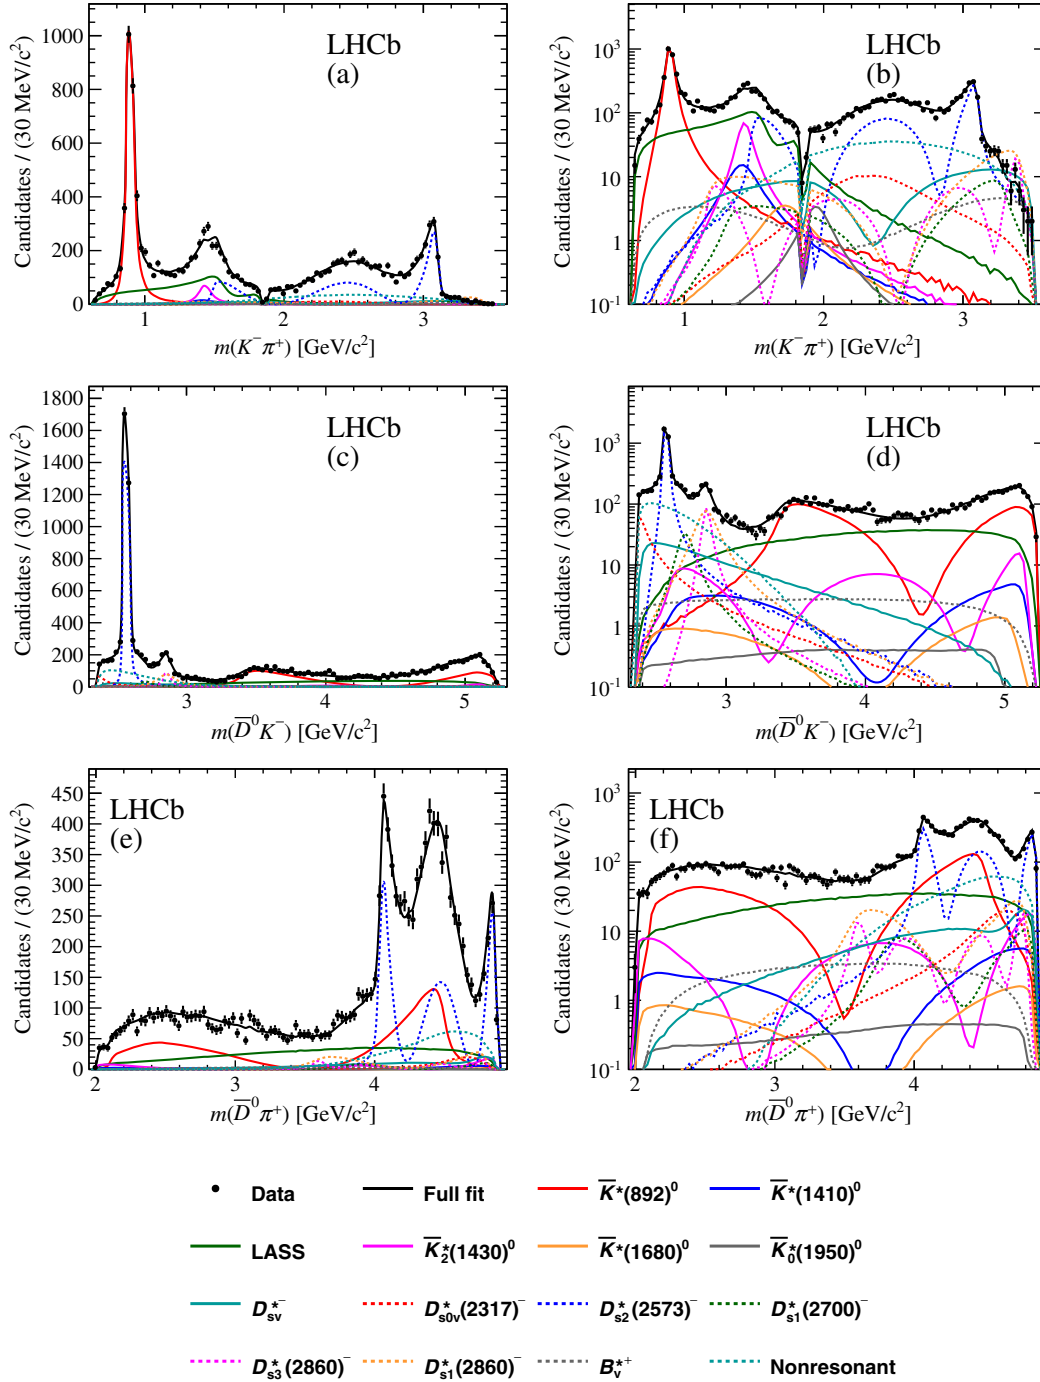 LHCb
(a)
Candidates / (30 MeV/c²)
1000
800
600
400
200
0
1 2 3
m(K⁻π⁺) [GeV/c²]
LHCb
(b)
Candidates / (30 MeV/c²)
10³
10²
10
1
10⁻¹
1 2 3
m(K⁻π⁺) [GeV/c²]
LHCb
(c)
Candidates / (30 MeV/c²)
1800
1600
1400
1200
1000
800
600
400
200
0
3 4 5
m(D̅⁰K⁻) [GeV/c²]
LHCb
(d)
Candidates / (30 MeV/c²)
10³
10²
10
1
10⁻¹
3 4 5
m(D̅⁰K⁻) [GeV/c²]
LHCb
(e)
Candidates / (30 MeV/c²)
450
400
350
300
250
200
150
100
50
0
2 3 4
m(D̅⁰π⁺) [GeV/c²]
LHCb
(f)
Candidates / (30 MeV/c²)
10³
10²
10
1
10⁻¹
2 3 4
m(D̅⁰π⁺) [GeV/c²]
Data Full fit K̅*(892)⁰ K̅*(1410)⁰
LASS K̅₂*(1430)⁰ K̅*(1680)⁰ K̅₀*(1950)⁰
D_{sv}^{*-} D_{s0v}^{*}(2317)⁻ D_{s2}^{*}(2573)⁻ D_{s1}^{*}(2700)⁻
D_{s3}^{*}(2860)⁻ D_{s1}^{*}(2860)⁻ B_{v}^{*+} Nonresonant